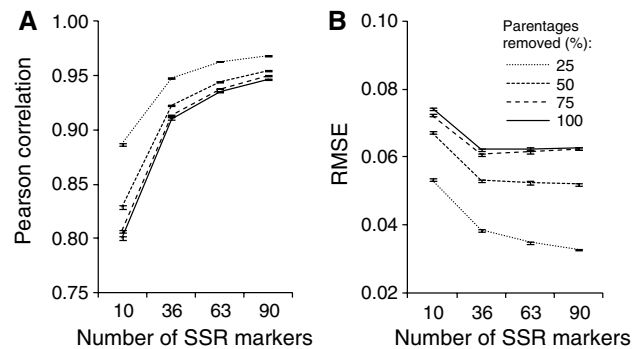 A
Pearson correlation
1.00
0.95
0.90
0.85
0.80
0.75
10 36 63 90
Number of SSR markers
B
RMSE
0.10
0.08
0.06
0.04
0.02
Parentages
removed (%):
25
50
75
100
10 36 63 90
Number of SSR markers